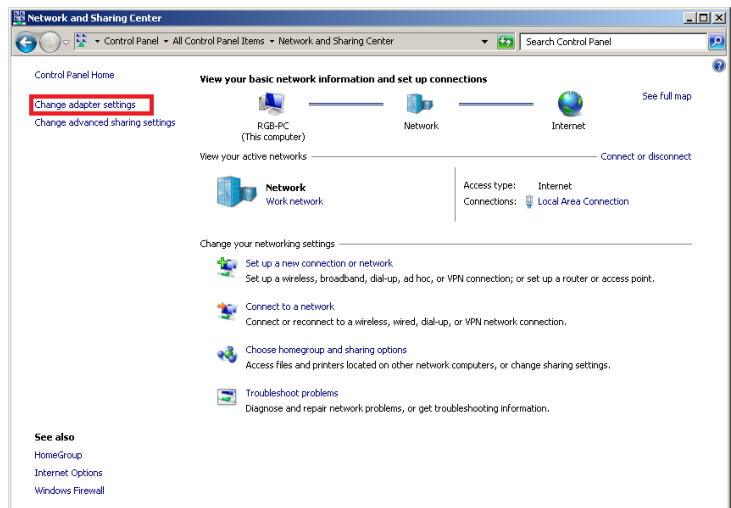 Network and Sharing Center
Control Panel All Control Panel Items Network and Sharing Center
Search Control Panel
Control Panel Home
Change adapter settings
Change advanced sharing settings
See also
HomeGroup
Internet Options
Windows Firewall
View your basic network information and set up connections
See full map
RGB-PC
(This computer)
Network
Internet
View your active networks
Connect or disconnect
Network
Work network
Access type: Internet
Connections: Local Area Connection
Change your networking settings
Set up a new connection or network
Set up a wireless, broadband, dial-up, ad hoc, or VPN connection; or set up a router or access point.
Connect to a network
Connect or reconnect to a wireless, wired, dial-up, or VPN network connection.
Choose homegroup and sharing options
Access files and printers located on other network computers, or change sharing settings.
Troubleshoot problems
Diagnose and repair network problems, or get troubleshooting information.